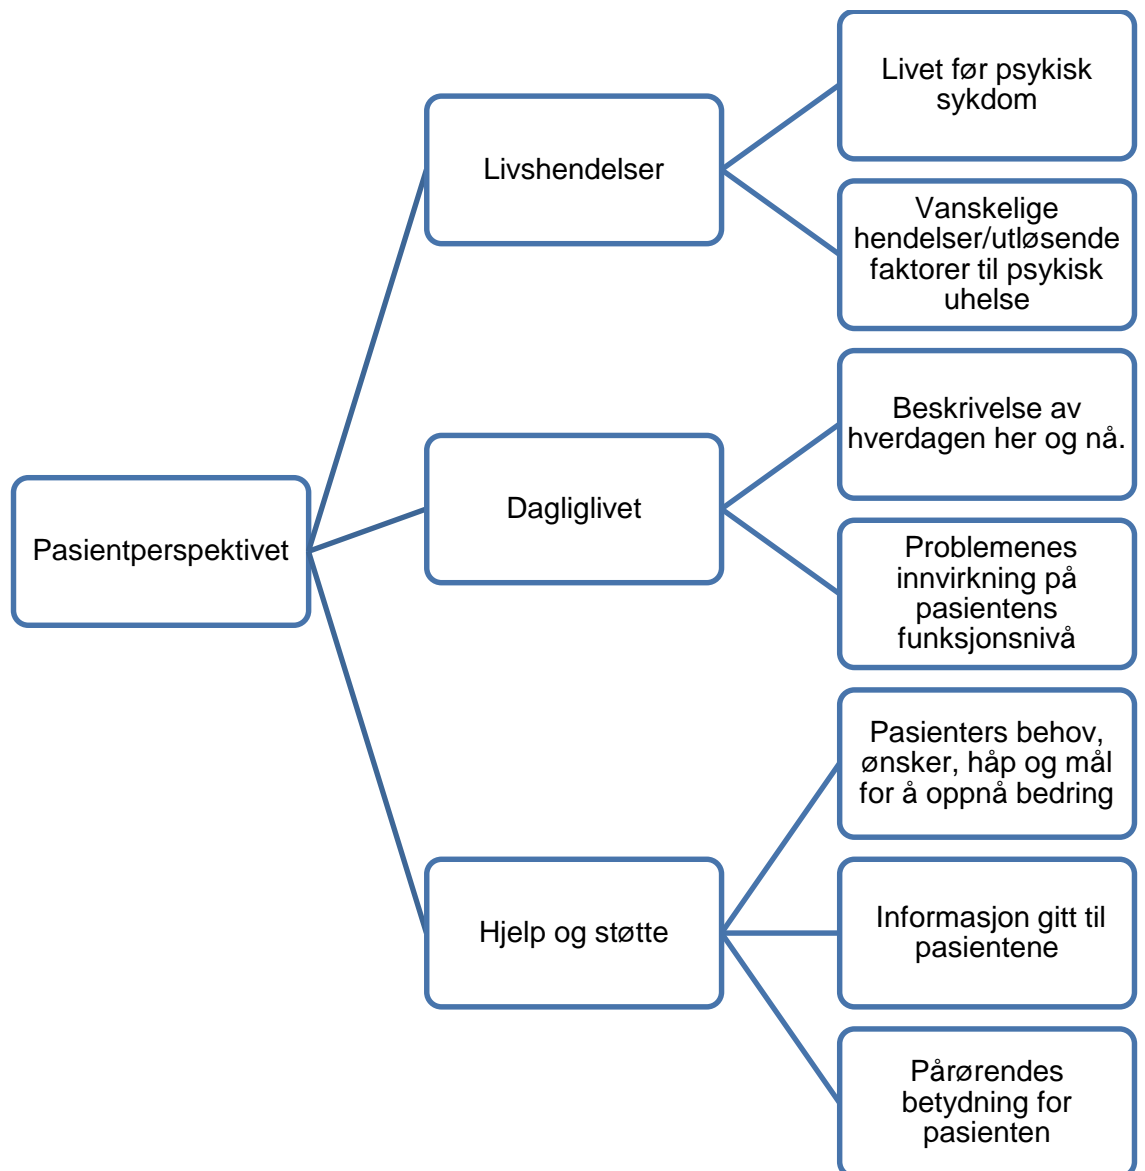 Pasientperspektivet
Livshendelser
Livet før psykisk
sykdom
Vanskelige
hendelser/utløsende
faktorer til psykisk
uhelse
Dagliglivet
Beskrivelse av
hverdagen her og nå.
Problemenes
innvirkning på
pasientens
funksjonsnivå
Hjelp og støtte
Pasienters behov,
ønsker, håp og mål
for å oppnå bedring
Informasjon gitt til
pasientene
Pårørendes
betydning for
pasienten